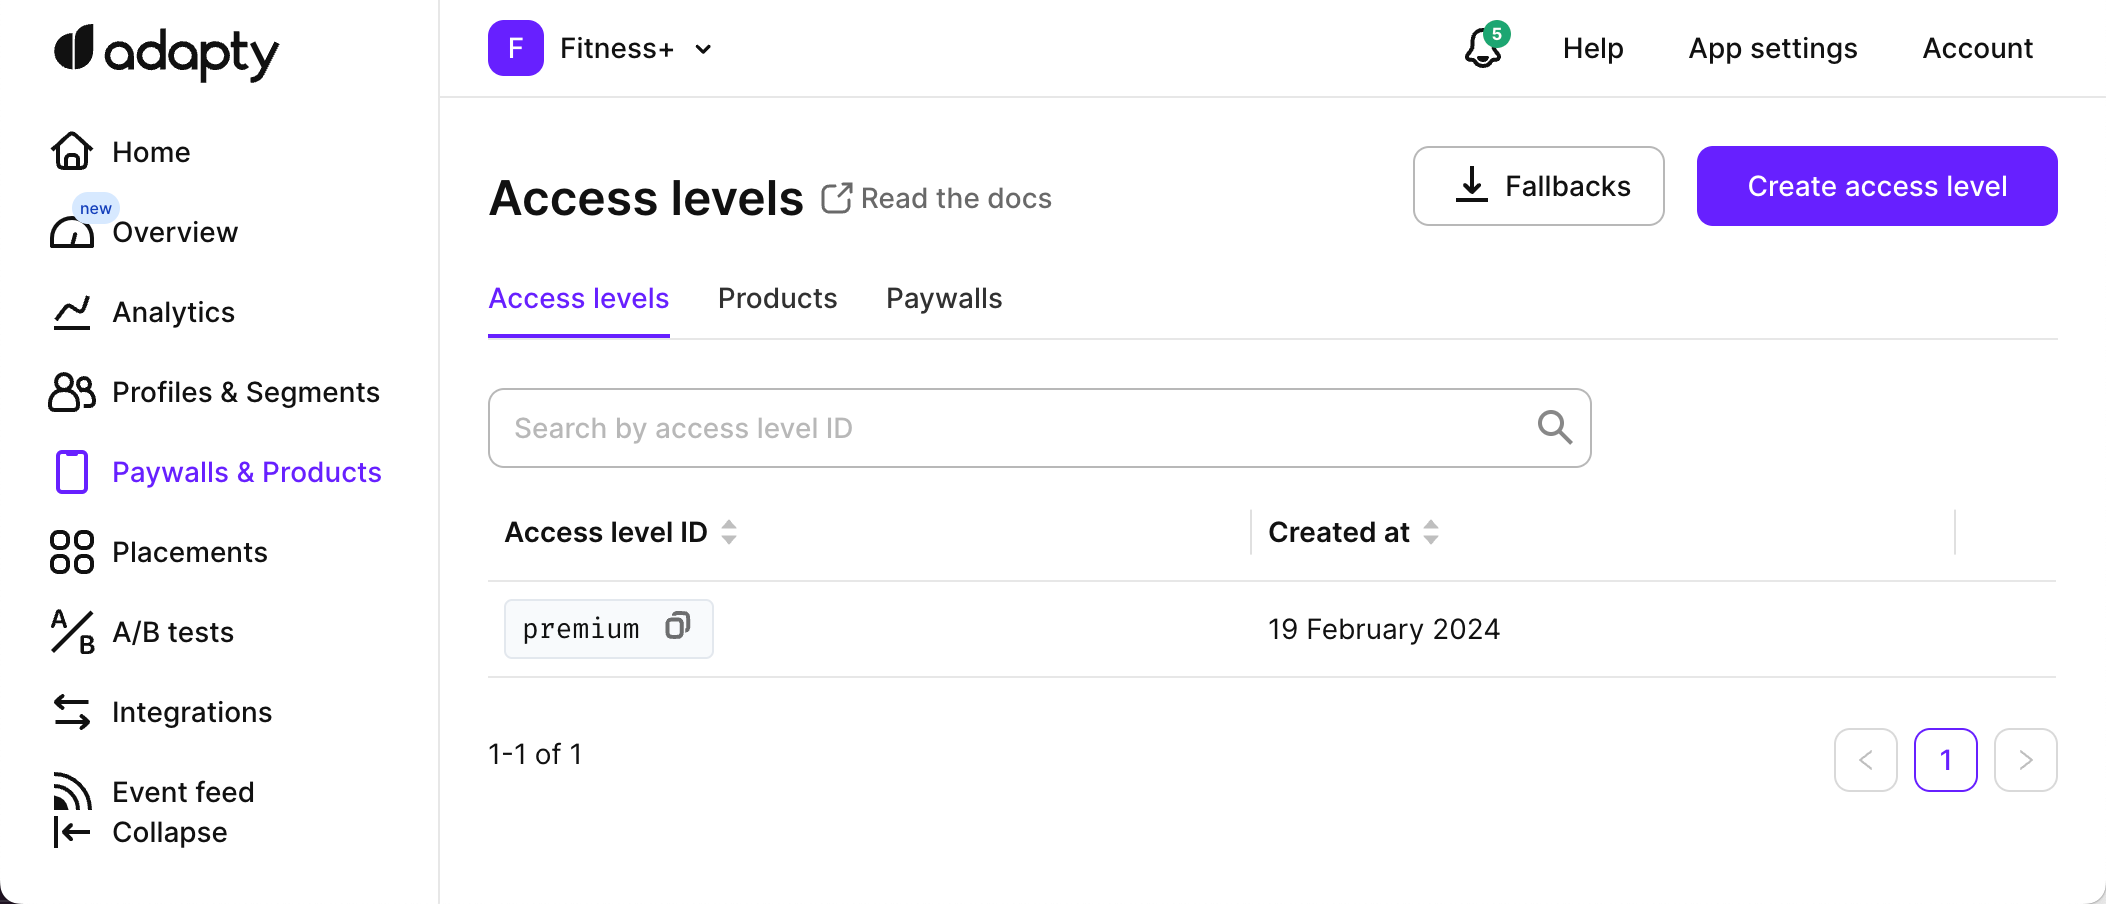 adapty
F Fitness+
5
Help
App settings
Account
Home
new
Overview
Analytics
Profiles & Segments
Paywalls & Products
Placements
A/B A/B tests
Integrations
Event feed
Collapse
Access levels Read the docs
Fallbacks
Create access level
Access levels Products Paywalls
Search by access level ID
Access level ID Created at
premium 19 February 2024
1-1 of 1
< 1 >